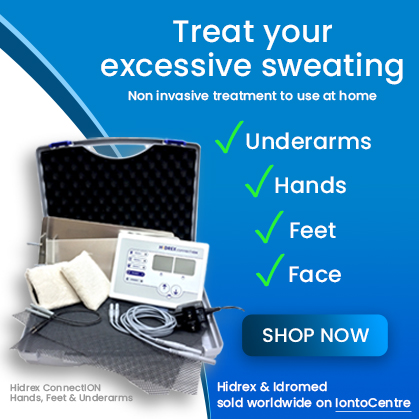 Treat your
excessive sweating
Non invasive treatment to use at home
Underarms
Hands
Feet
Face
SHOP NOW
Hidrex ConnectION
Hands, Feet & Underarms
Hidrex & Idromed
sold worldwide on IontoCentre